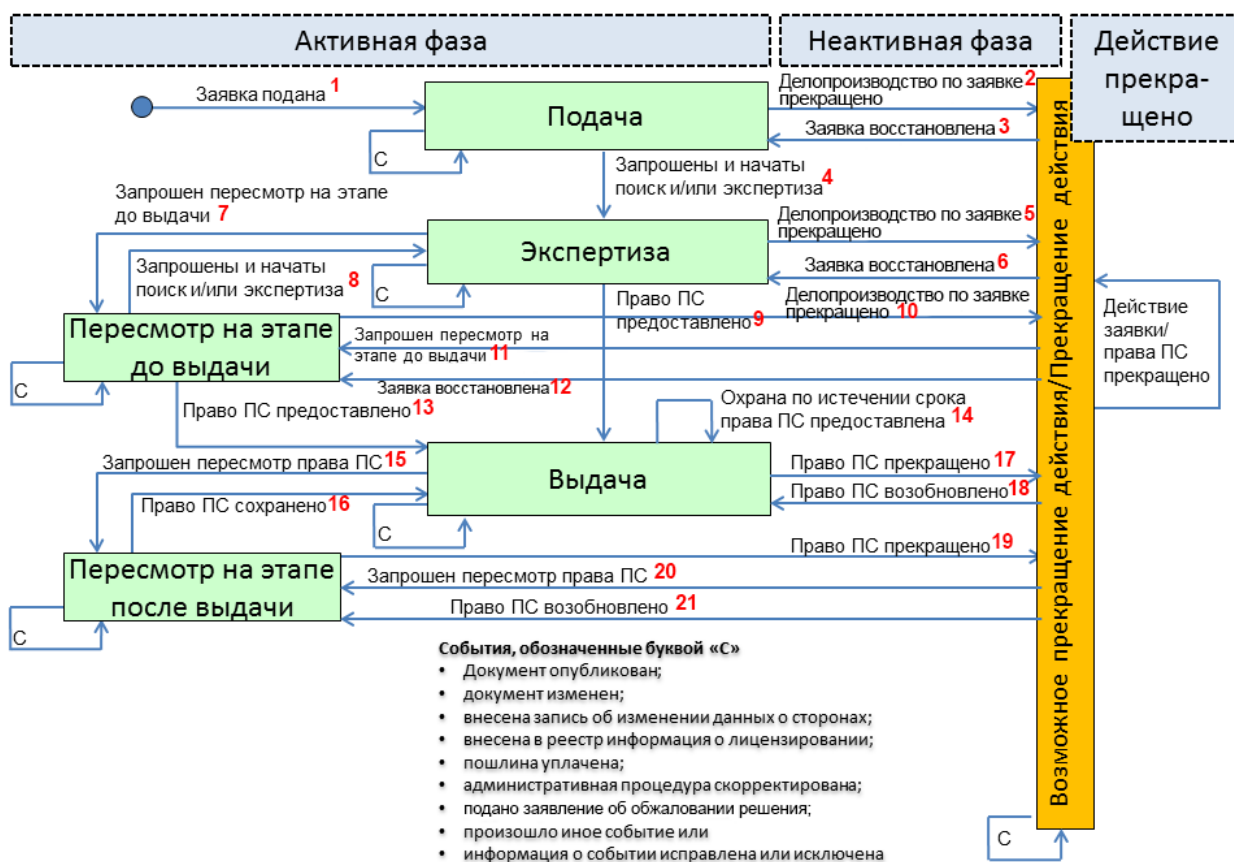 Активная фаза
Неактивная фаза
Действие
прекра-
щено
Заявка подана 1
Подача
Делопроизводство по заявке 2
прекращено
Заявка восстановлена 3
С
Запрошены и начаты
поиск и/или экспертиза 4
Запрошен пересмотр на этапе
до выдачи 7
Экспертиза
Делопроизводство по заявке 5
прекращено
Заявка восстановлена 6
Запрошены и начаты
поиск и/или экспертиза 8
С
Право ПС
предоставлено 9
Делопроизводство по заявке
прекращено 10
Действие
заявки/
права ПС
прекращено
Пересмотр на этапе
до выдачи
Запрошен пересмотр на
этапе до выдачи 11
С
Заявка восстановлена 12
Право ПС предоставлено 13
Охрана по истечении срока
права ПС предоставлена 14
Запрошен пересмотр права ПС 15
Выдача
Право ПС прекращено 17
Право ПС сохранено 16
Право ПС возобновлено 18
С
Право ПС прекращено 19
Пересмотр на этапе
после выдачи
Запрошен пересмотр права ПС 20
Право ПС возобновлено 21
С
Возможное прекращение действия/Прекращение действия
События, обозначенные буквой «С»
• Документ опубликован;
• документ изменен;
• внесена запись об изменении данных о сторонах;
• внесена в реестр информация о лицензировании;
• пошлина уплачена;
• административная процедура скорректирована;
• подано заявление об обжаловании решения;
• произошло иное событие или
• информация о событии исправлена или исключена
С